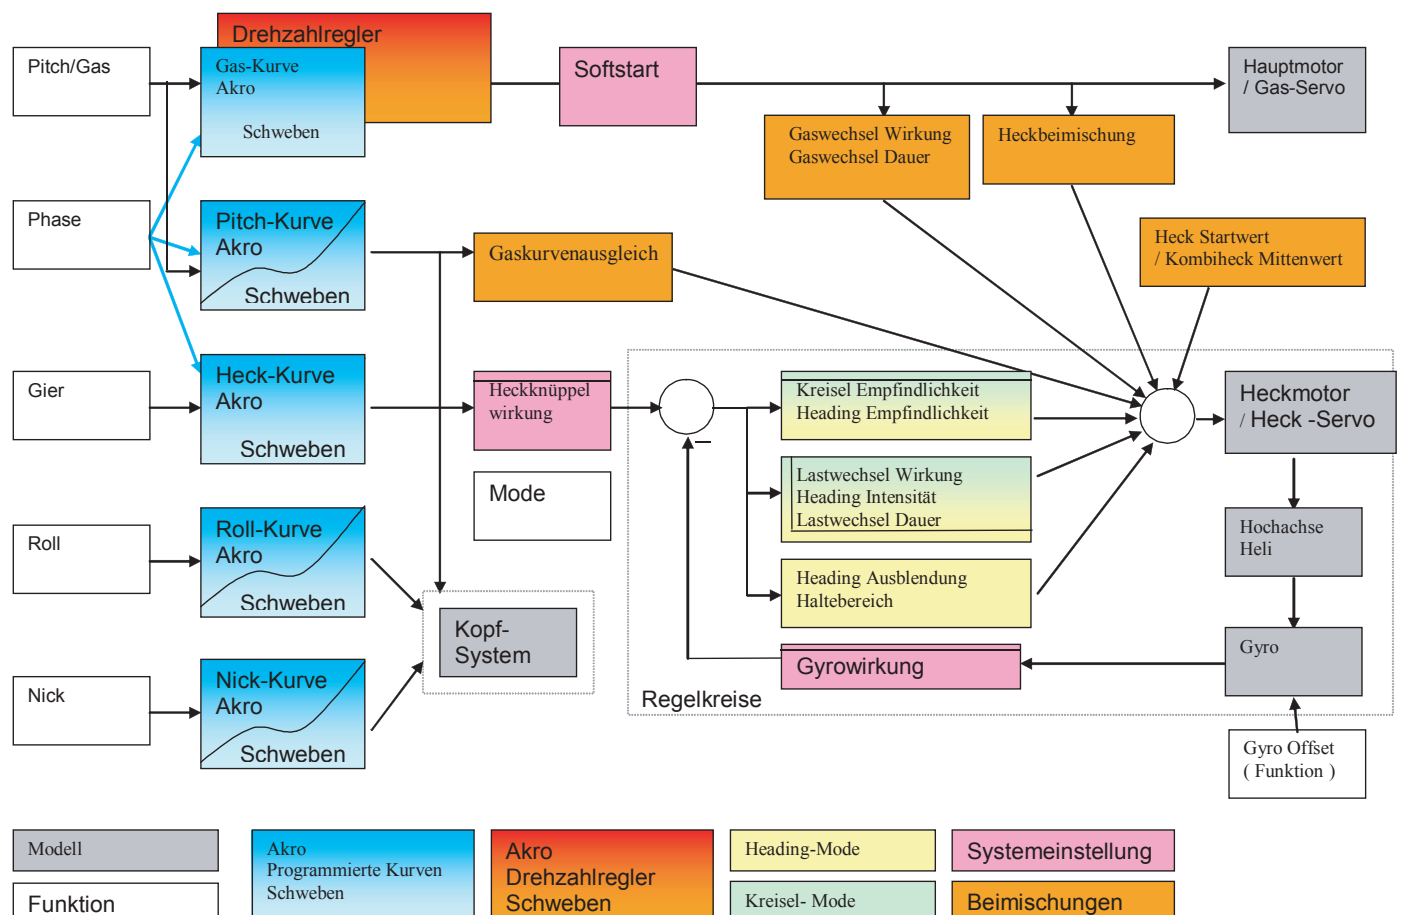 Drehzahlregler
Pitch/Gas
Gas-Kurve
Akro
Schweben
Softstart
Hauptmotor
/ Gas-Servo
Gaswechsel Wirkung
Gaswechsel Dauer
Heckbeimischung
Phase
Pitch-Kurve
Akro
Schweben
Gaskurvenausgleich
Heck Startwert
/ Kombiheck Mittenwert
Gier
Heck-Kurve
Akro
Schweben
Heckknüppel
wirkung
Kreisel Empfindlichkeit
Heading Empfindlichkeit
Heckmotor
/ Heck -Servo
Mode
Lastwechsel Wirkung
Heading Intensität
Lastwechsel Dauer
Hochachse
Heli
Roll
Roll-Kurve
Akro
Schweben
Heading Ausblendung
Haltebereich
Kopf-
System
Gyrowirkung
Gyro
Regelkreise
Nick
Nick-Kurve
Akro
Schweben
Gyro Offset
( Funktion )
Modell
Funktion
Akro
Programmierte Kurven
Schweben
Akro
Drehzahlregler
Schweben
Heading-Mode
Kreisel- Mode
Systemeinstellung
Beimischungen